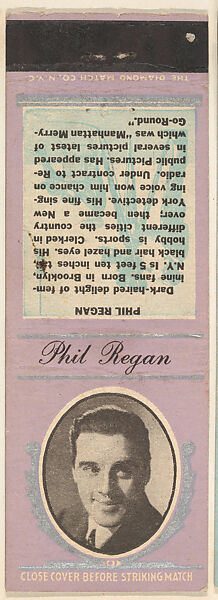 THE DIAMOND MATCH CO. N.Y.C.
PHIL REGAN
Dark-haired delight of fem-
inine fans. Born in Brooklyn,
N.Y. Is 5 feet ten inches tall,
black hair and hazel eyes. His
hobby is sports. Clerked in
different cities the country
over; then became a New
York detective. His fine sing-
ing voice won him chance on
radio. Under contract to Re-
public Pictures. Has appeared
in several pictures latest of
which was "Manhattan Merry-
Go-Round."
Phil Regan
CLOSE COVER BEFORE STRIKING MATCH